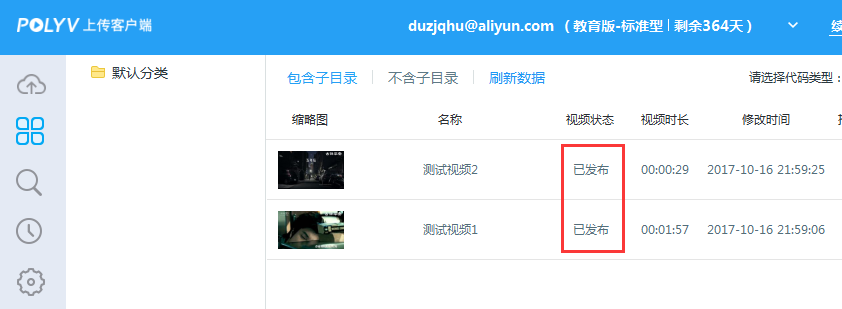 POLYV 上传客户端
duzjqhu@aliyun.com （教育版-标准型 | 剩余364天）
默认分类
包含子目录 | 不含子目录 | 刷新数据
请选择代码类型：
缩略图 名称 视频状态 视频时长 修改时间
测试视频2 已发布 00:00:29 2017-10-16 21:59:25
测试视频1 已发布 00:01:57 2017-10-16 21:59:06